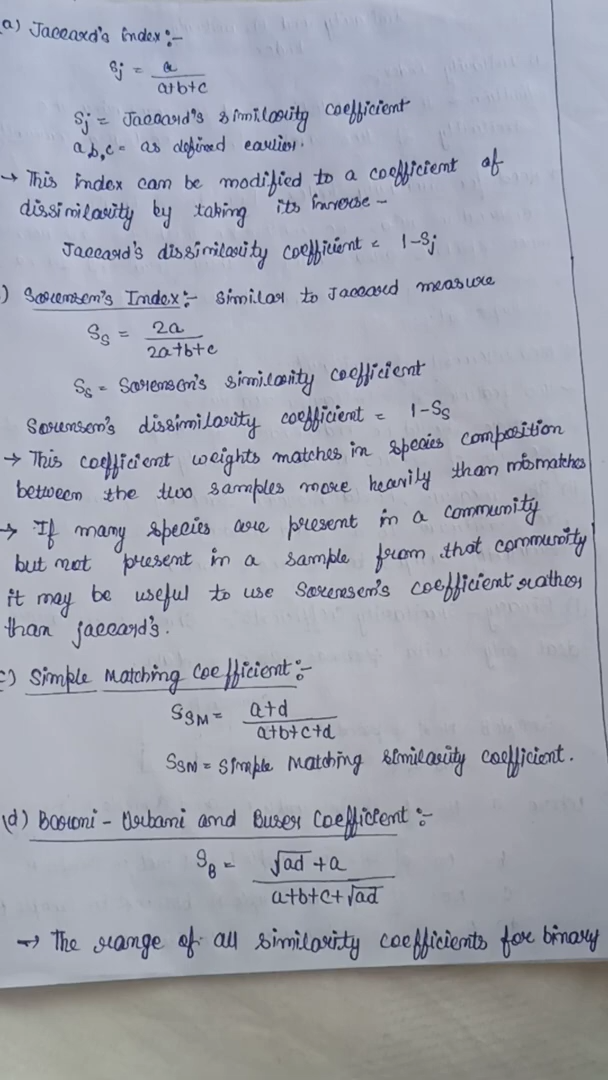 a) Jaccard's index :-
Sj = a / a+b+c
Sj = Jaccard's similarity coefficient
a,b,c = as defined earlier.
→ This index can be modified to a coefficient of
dissimilarity by taking its inverse -
Jaccard's dissimilarity coefficient = 1-Sj
) Sorensen's Index :- similar to Jaccard measure
Ss = 2a / 2a+b+c
Ss = Sorensen's similarity coefficient
Sorensen's dissimilarity coefficient = 1-Ss
→ This coefficient weights matches in species composition
between the two samples more heavily than mismatches
→ If many species are present in a community
but not present in a sample from that community
it may be useful to use Sorensen's coefficient rather
than jaccard's.
c) Simple Matching Coefficient :-
SSM = a+d / a+b+c+d
SSM = Simple Matching similarity coefficient.
(d) Baroni - Urbani and Buser Coefficient :-
SB = √ad + a / a+b+c+√ad
→ The range of all similarity coefficients for binary